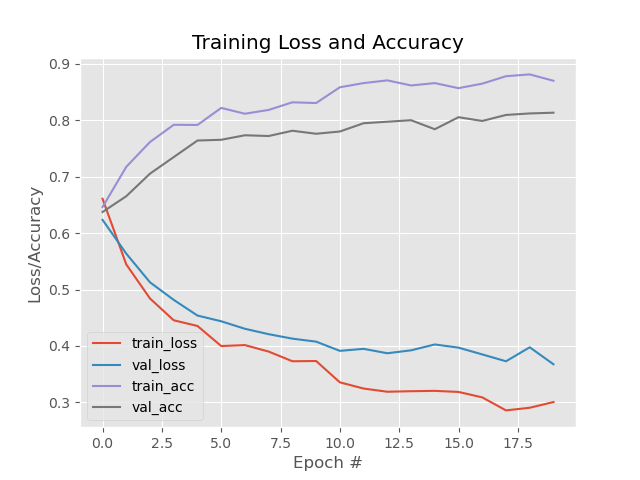 Training Loss and Accuracy
0.9
0.8
0.7
0.6
0.5
0.4
0.3
Loss/Accuracy
train_loss
val_loss
train_acc
val_acc
0.0 2.5 5.0 7.5 10.0 12.5 15.0 17.5
Epoch #